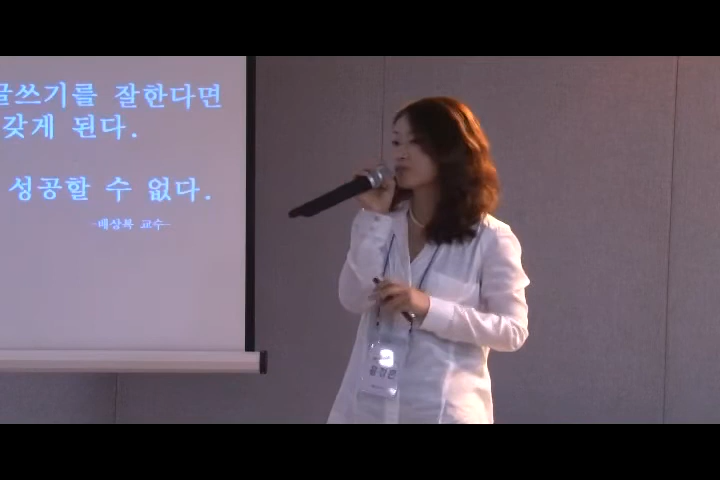 글쓰기를 잘한다면
갖게 된다.
성공할 수 없다.
-배상복 교수-